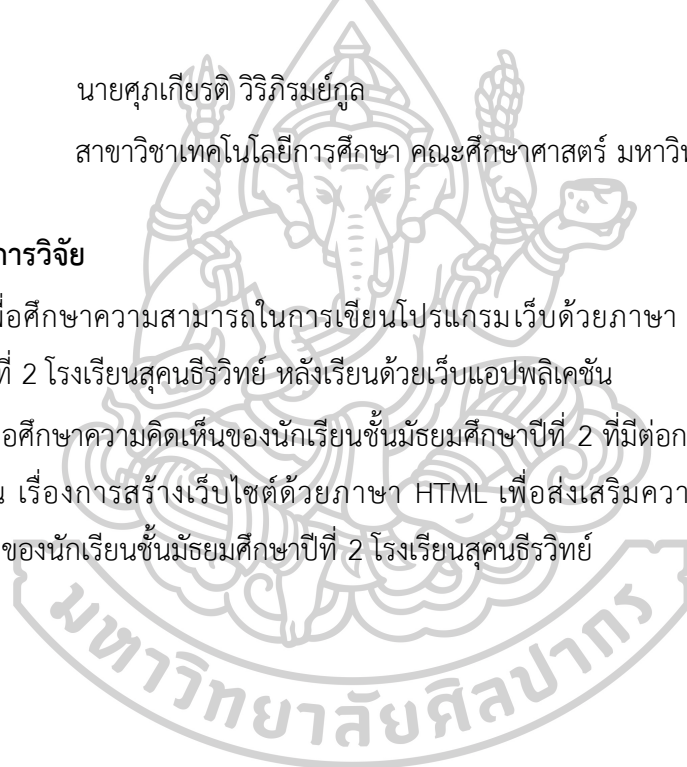 นายศุภเกียรติ วิริภิรมย์กูล
สาขาวิชาเทคโนโลยีการศึกษา คณะศึกษาศาสตร์ มหาวิ
การวิจัย
ื่อศึกษาความสามารถในการเขียนโปรแกรมเว็บด้วยภาษา
ที่ 2 โรงเรียนสุคนธีรวิทย์ หลังเรียนด้วยเว็บแอปพลิเคชัน
อศึกษาความคิดเห็นของนักเรียนชั้นมัธยมศึกษาปีที่ 2 ที่มีต่อก
น เรื่องการสร้างเว็บไซต์ด้วยภาษา HTML เพื่อส่งเสริมควา
ของนักเรียนชั้นมัธยมศึกษาปีที่ 2 โรงเรียนสุคนธีรวิทย์
มหาวิทยาลัยศิลปากร